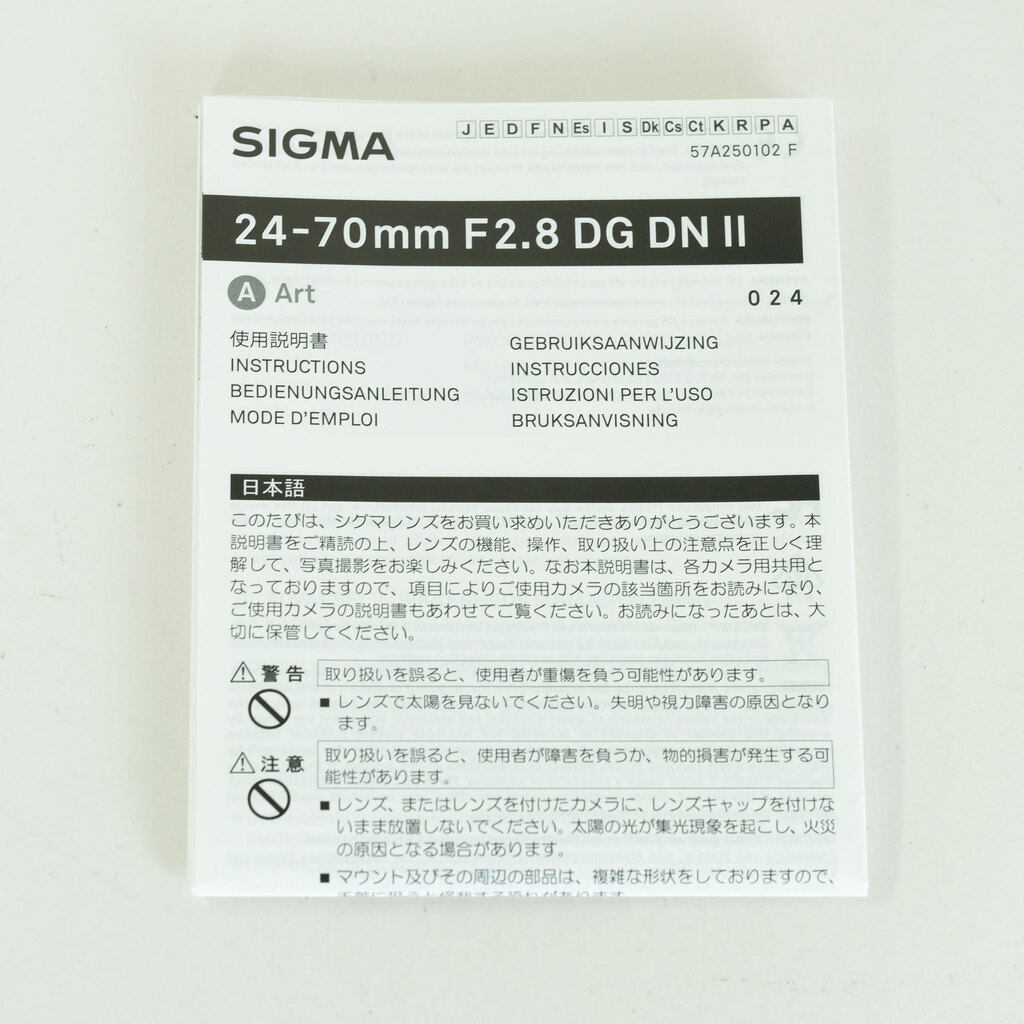 SIGMA
J E D F N Es I S Dk Cs Ct K R P A
57A250102 F
24-70mm F2.8 DG DN II
A Art
024
使用説明書
INSTRUCTIONS
BEDIENUNGSANLEITUNG
MODE D'EMPLOI
GEBRUIKSAANWIJZING
INSTRUCCIONES
ISTRUZIONI PER L'USO
BRUKSANVISNING
日本語
このたびは、シグマレンズをお買い求めいただきありがとうございます。本
説明書をご精読の上、レンズの機能、操作、取り扱い上の注意点を正しく理
解して、写真撮影をお楽しみください。なお本説明書は、各カメラ用共用と
なっておりますので、項目によりご使用カメラの該当箇所をお読みになり、
ご使用カメラの説明書もあわせてご覧ください。お読みになったあとは、大
切に保管してください。
⚠ 警告
取り扱いを誤ると、使用者が重傷を負う可能性があります。
■ レンズで太陽を見ないでください。失明や視力障害の原因となり
ます。
⚠ 注意
取り扱いを誤ると、使用者が障害を負うか、物的損害が発生する可
能性があります。
■ レンズ、またはレンズを付けたカメラに、レンズキャップを付けな
いまま放置しないでください。太陽の光が集光現象を起こし、火災
の原因となる場合があります。
■ マウント及びその周辺の部品は、複雑な形状をしておりますので、